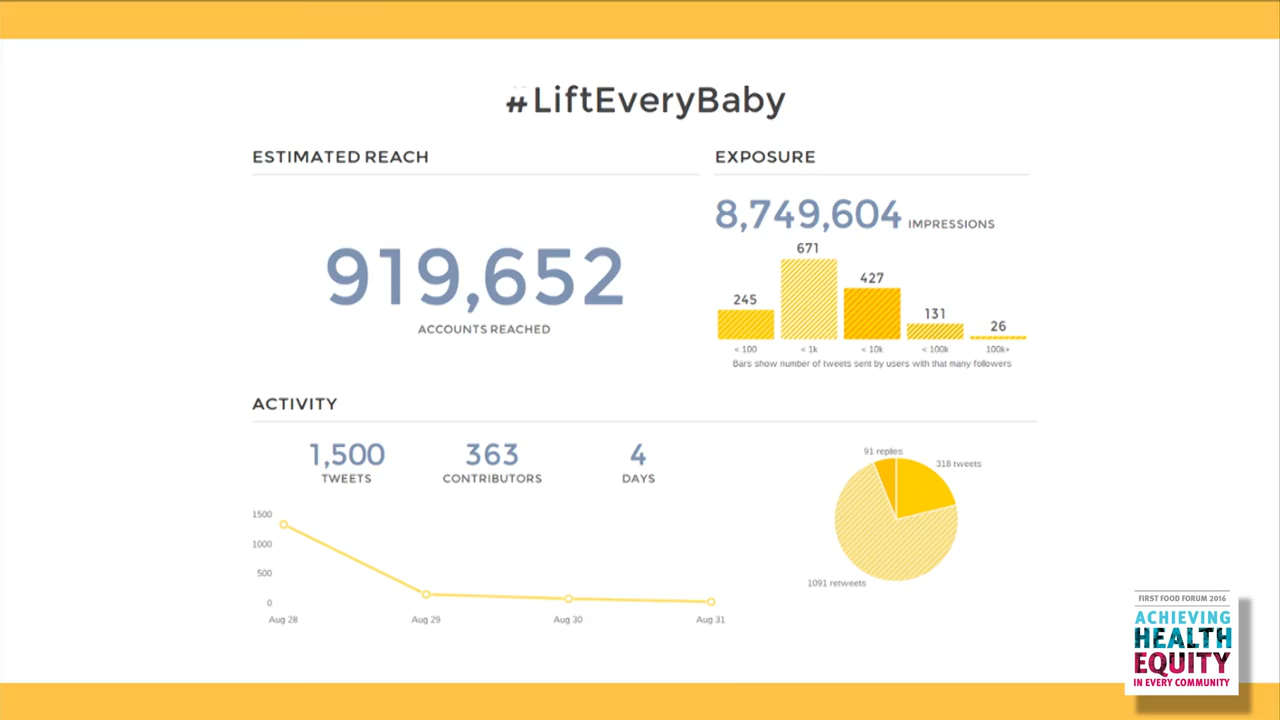 #LiftEveryBaby
ESTIMATED REACH
919,652
ACCOUNTS REACHED
EXPOSURE
8,749,604 IMPRESSIONS
245
671
427
131
26
< 100
< 1k
< 10k
< 100k
100k+
Bars show number of tweets sent by users with that many followers
ACTIVITY
1,500
TWEETS
363
CONTRIBUTORS
4
DAYS
1500
1000
500
0
Aug 28
Aug 29
Aug 30
Aug 31
91 replies
318 tweets
1091 retweets
FIRST FOOD FORUM 2016
ACHIEVING
HEALTH
EQUITY
IN EVERY COMMUNITY